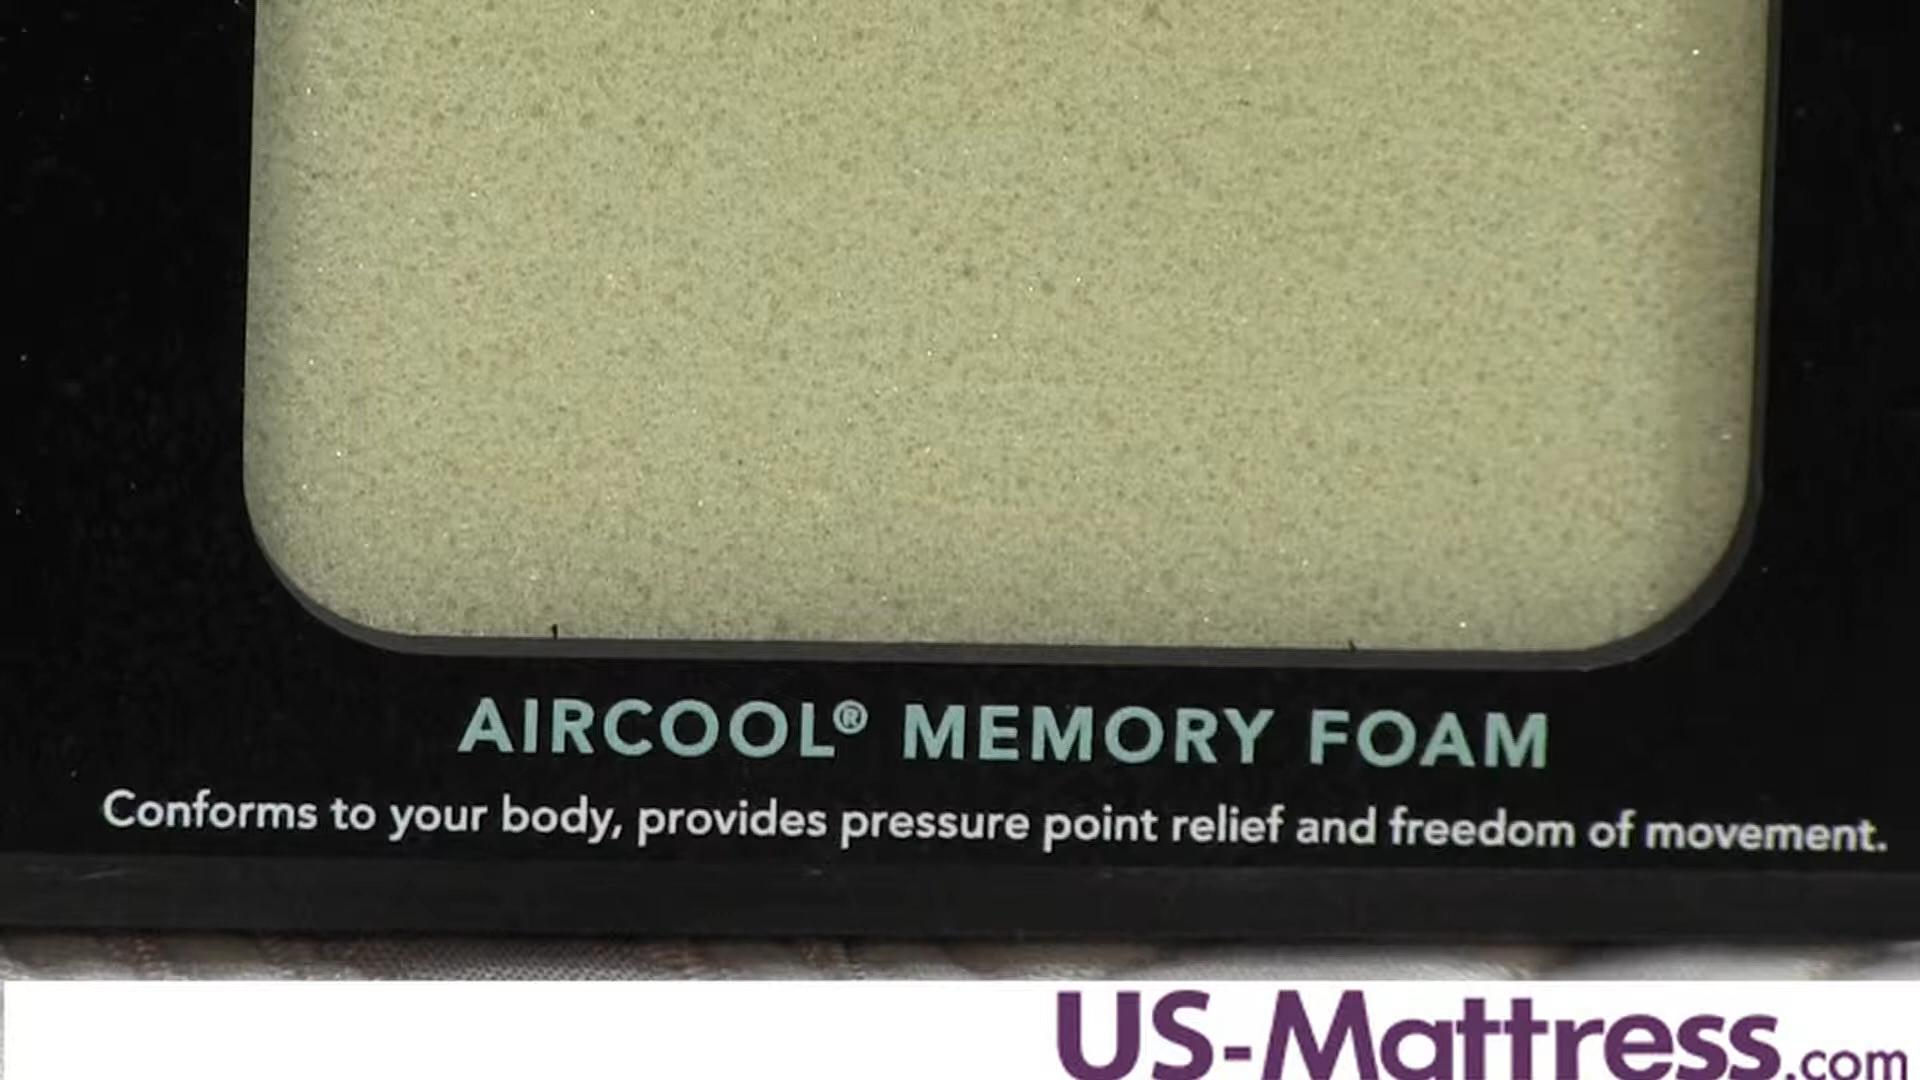 AIRCOOL® MEMORY FOAM
Conforms to your body, provides pressure point relief and freedom of movement.
US-Mattress.com